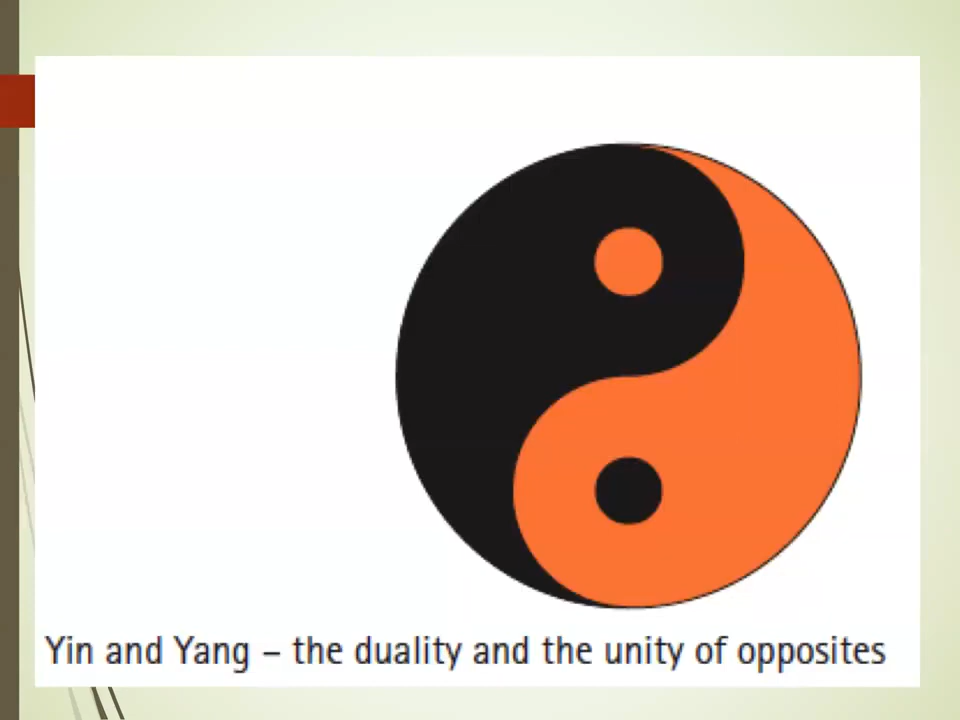 Yin and Yang – the duality and the unity of opposites